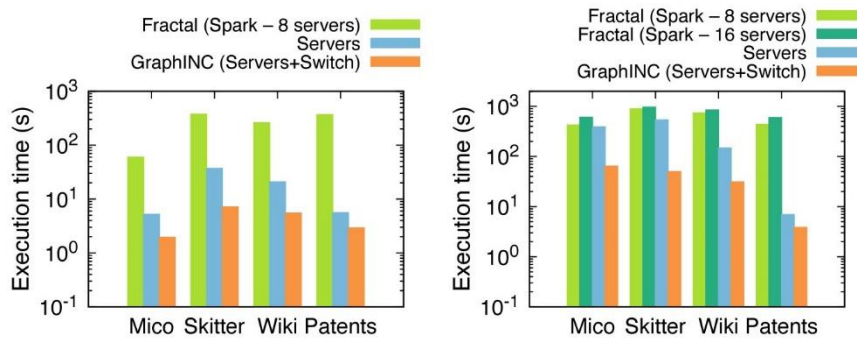 Fractal (Spark – 8 servers)
Servers
GraphINC (Servers+Switch)
Execution time (s)
10^3
10^2
10^1
10^0
10^-1
Mico Skitter Wiki Patents
Fractal (Spark – 8 servers)
Fractal (Spark – 16 servers)
Servers
GraphINC (Servers+Switch)
Execution time (s)
10^3
10^2
10^1
10^0
10^-1
Mico Skitter Wiki Patents